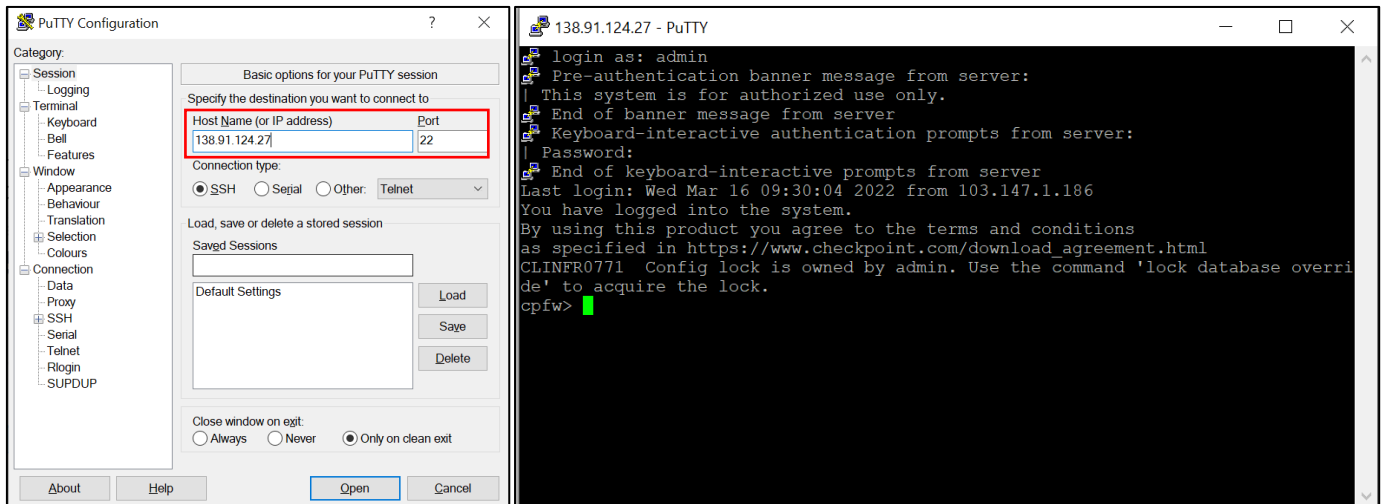 PuTTY Configuration
?
Category:
Session
Logging
Terminal
Keyboard
Bell
Features
Window
Appearance
Behaviour
Translation
Selection
Colours
Connection
Data
Proxy
SSH
Serial
Telnet
Rlogin
SUPDUP
Basic options for your PuTTY session
Specify the destination you want to connect to
Host Name (or IP address) Port
138.91.124.27 22
Connection type:
SSH Serial Other: Telnet
Load, save or delete a stored session
Saved Sessions
Default Settings
Load
Save
Delete
Close window on exit:
Always Never Only on clean exit
About Help Open Cancel
138.91.124.27 - PuTTY
login as: admin
Pre-authentication banner message from server:
| This system is for authorized use only.
End of banner message from server
Keyboard-interactive authentication prompts from server:
| Password:
End of keyboard-interactive prompts from server
Last login: Wed Mar 16 09:30:04 2022 from 103.147.1.186
You have logged into the system.
By using this product you agree to the terms and conditions
as specified in https://www.checkpoint.com/download_agreement.html
CLINFR0771  Config lock is owned by admin. Use the command 'lock database overri
de' to acquire the lock.
cpfw>